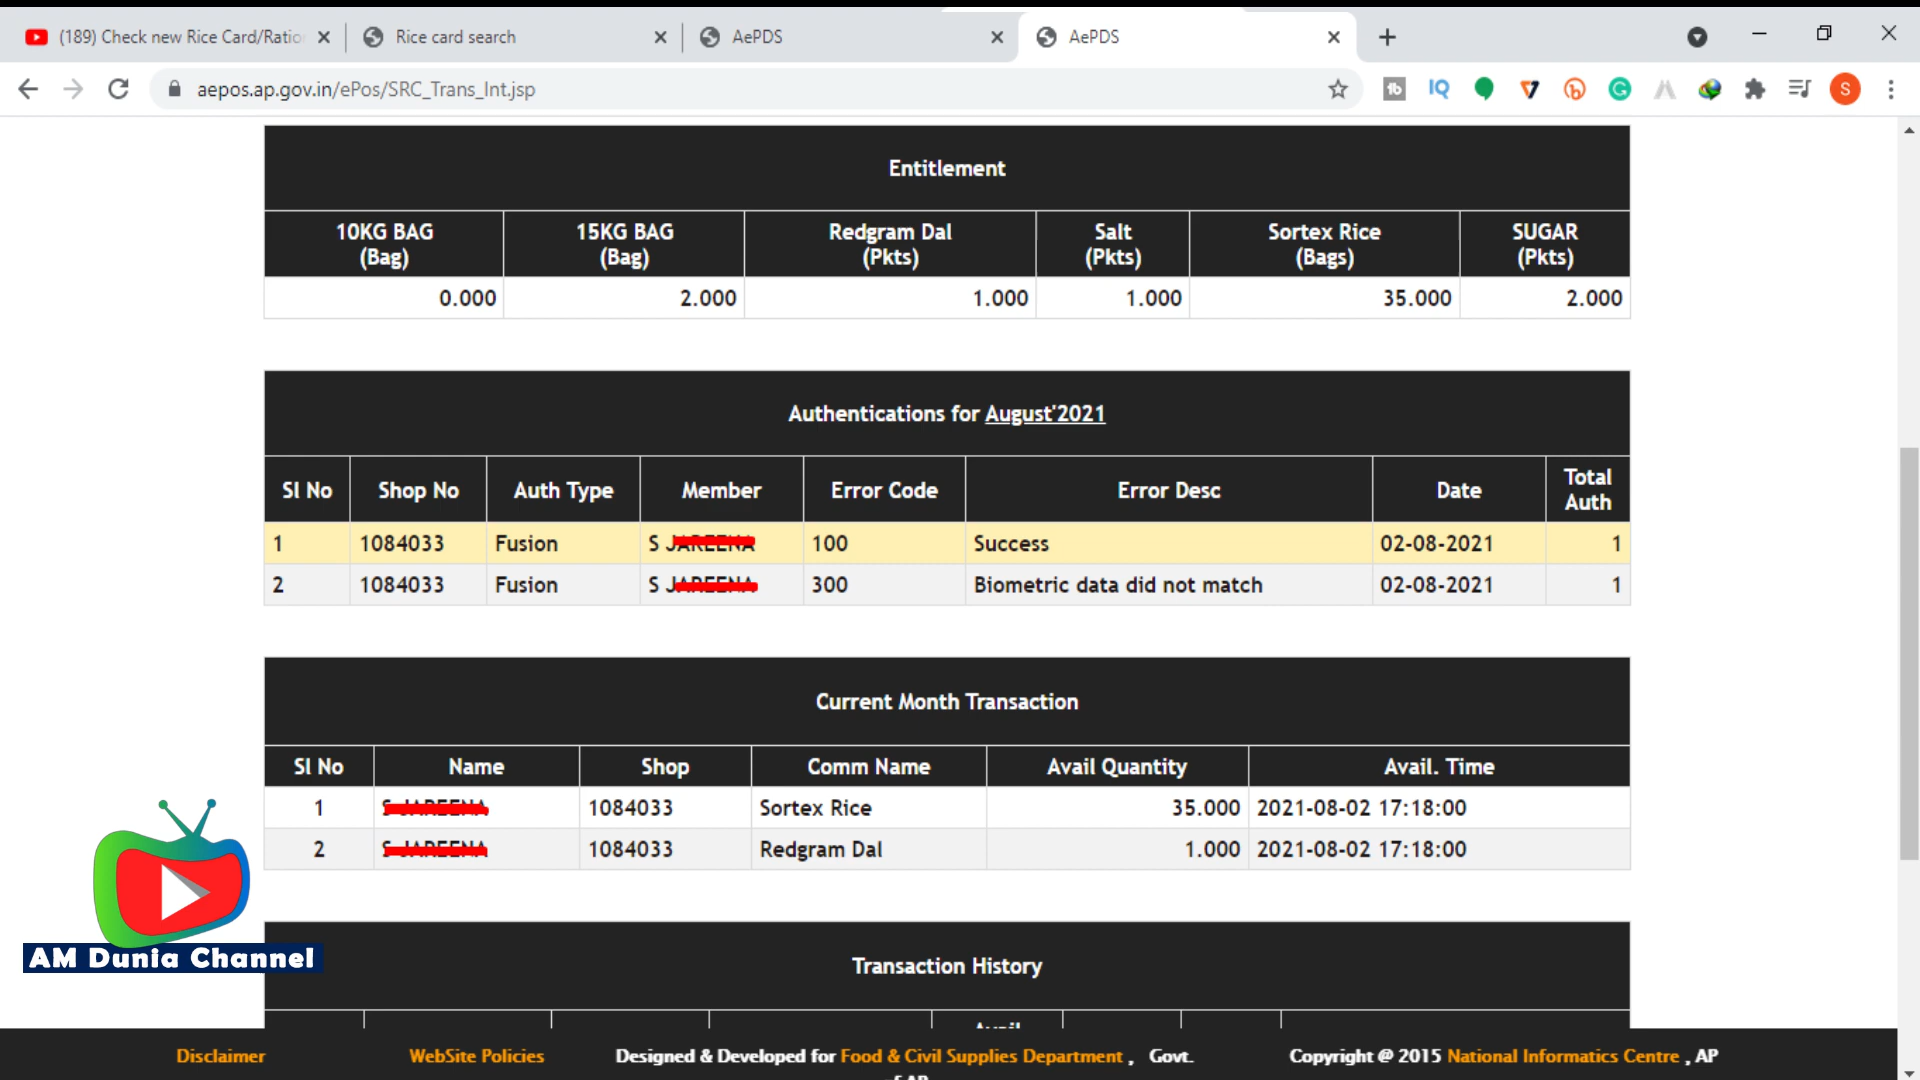 (189) Check new Rice Card/Ratio
Rice card search
AePDS
AePDS
aepos.ap.gov.in/ePos/SRC_Trans_Int.jsp
Entitlement
10KG BAG (Bag) 15KG BAG (Bag) Redgram Dal (Pkts) Salt (Pkts) Sortex Rice (Bags) SUGAR (Pkts)
0.000 2.000 1.000 1.000 35.000 2.000
Authentications for August'2021
Sl No Shop No Auth Type Member Error Code Error Desc Date Total Auth
1 1084033 Fusion S 100 Success 02-08-2021 1
2 1084033 Fusion S 300 Biometric data did not match 02-08-2021 1
Current Month Transaction
Sl No Name Shop Comm Name Avail Quantity Avail. Time
1 1084033 Sortex Rice 35.000 2021-08-02 17:18:00
2 1084033 Redgram Dal 1.000 2021-08-02 17:18:00
AM Dunia Channel
Transaction History
Disclaimer WebSite Policies Designed & Developed for Food & Civil Supplies Department , Govt. Copyright @ 2015 National Informatics Centre , AP